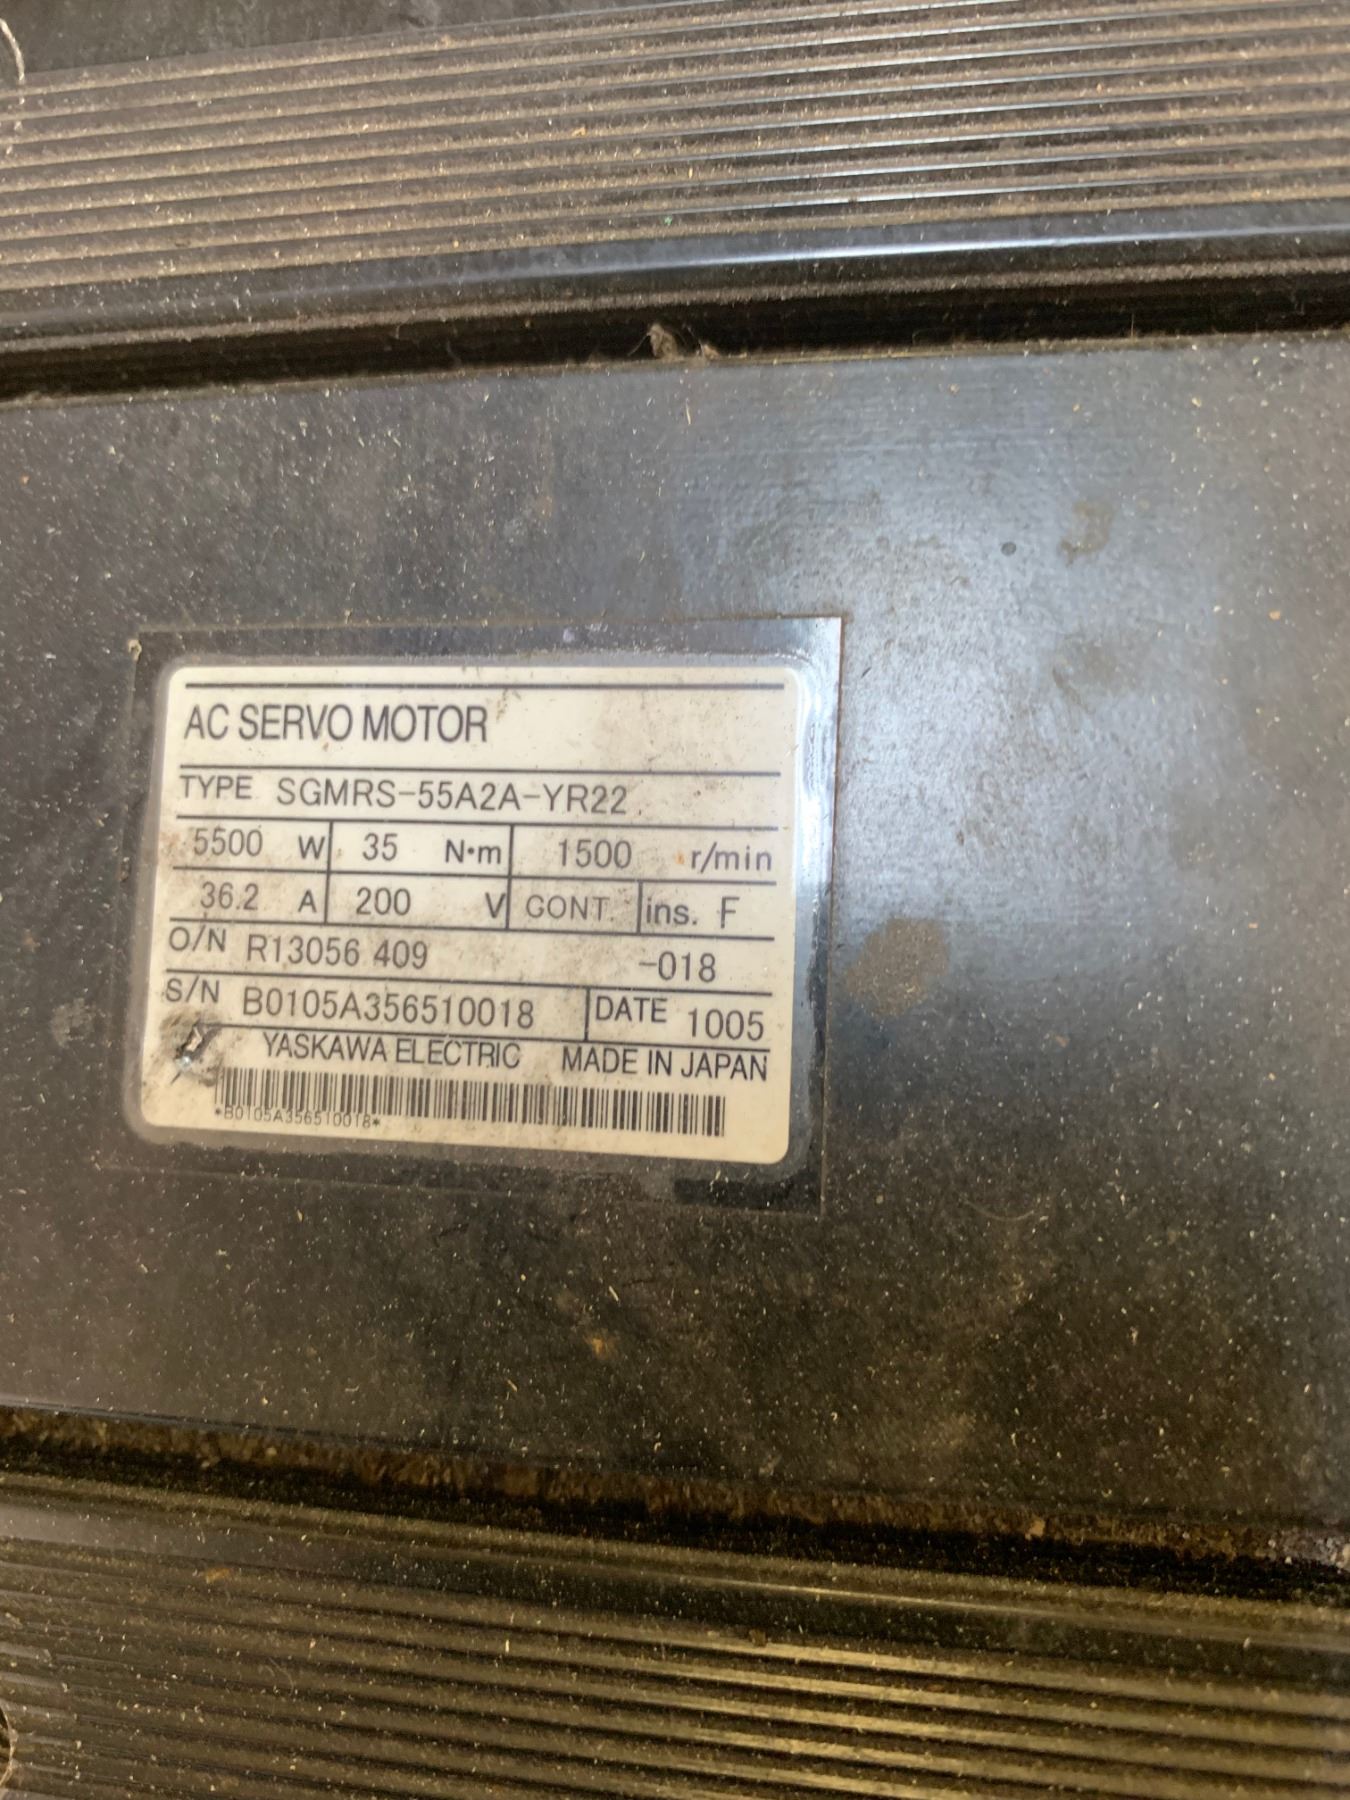 AC SERVO MOTOR
TYPE SGMRS-55A2A-YR22
5500 W 35 N•m 1500 r/min
36.2 A 200 V CONT. ins. F
O/N R13056 409 -018
S/N B0105A356510018 DATE 1005
YASKAWA ELECTRIC MADE IN JAPAN
*B0105A356510018*